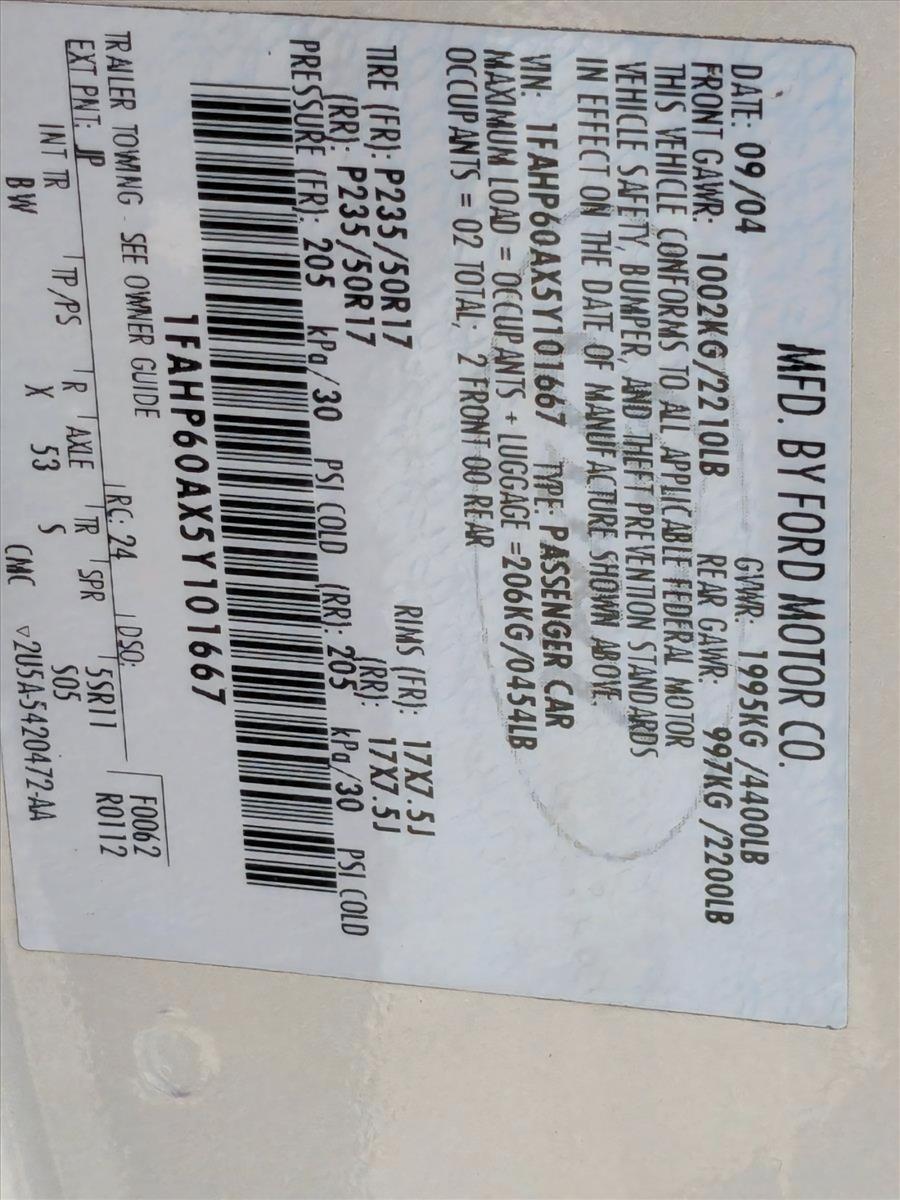 MFD. BY FORD MOTOR CO.
DATE: 09/04 GVWR: 1995KG /4400LB
FRONT GAWR: 1002KG/2210LB REAR GAWR: 997KG /2200LB
THIS VEHICLE CONFORMS TO ALL APPLICABLE FEDERAL MOTOR
VEHICLE SAFETY, BUMPER, AND THEFT PREVENTION STANDARDS
IN EFFECT ON THE DATE OF MANUFACTURE SHOWN ABOVE.
VIN: 1FAHP60AX5Y101667 TYPE: PASSENGER CAR
MAXIMUM LOAD = OCCUPANTS + LUGGAGE =206KG/0454LB
OCCUPANTS = 02 TOTAL; 2 FRONT 00 REAR
TIRE (FR): P235/50R17 RIMS (FR): 17X7.5J
(RR): P235/50R17 (RR): 17X7.5J
PRESSURE (FR): 205 kPa/30 PSI COLD (RR): 205 kPa/30 PSI COLD
1FAHP60AX5Y101667
TRAILER TOWING - SEE OWNER GUIDE
F0062
EXT PNT: JP RC: 24 DSO: R0112
INT TR TP/PS R AXLE TR SPR 5SR11
BW X 53 S S05
CMC ▽2U5A-5420472-AA